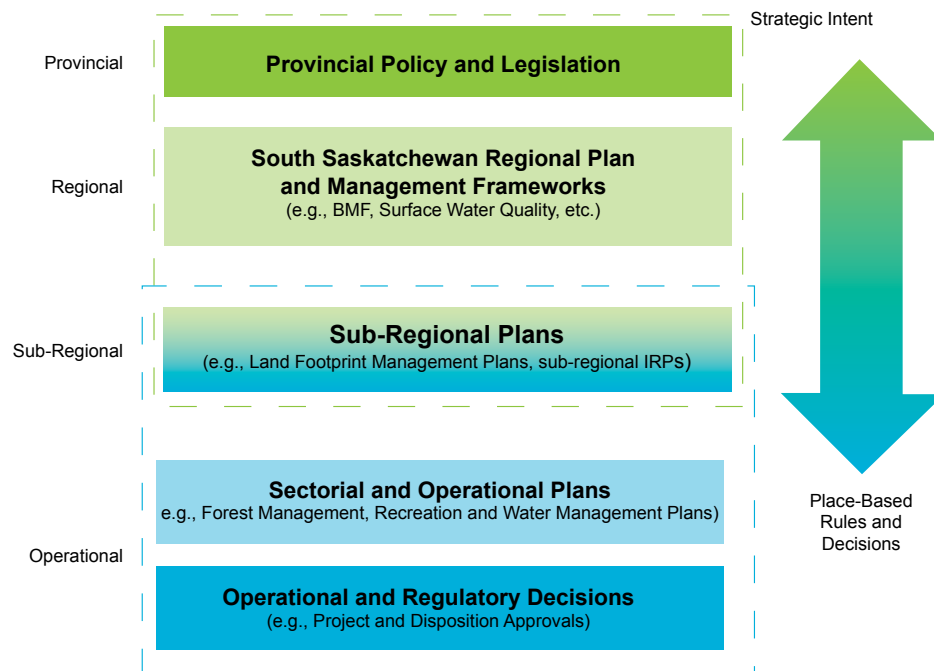 Strategic Intent
Provincial
Provincial Policy and Legislation
Regional
South Saskatchewan Regional Plan
and Management Frameworks
(e.g., BMF, Surface Water Quality, etc.)
Sub-Regional
Sub-Regional Plans
(e.g., Land Footprint Management Plans, sub-regional IRPs)
Operational
Sectorial and Operational Plans
e.g., Forest Management, Recreation and Water Management Plans)
Operational and Regulatory Decisions
(e.g., Project and Disposition Approvals)
Place-Based
Rules and
Decisions